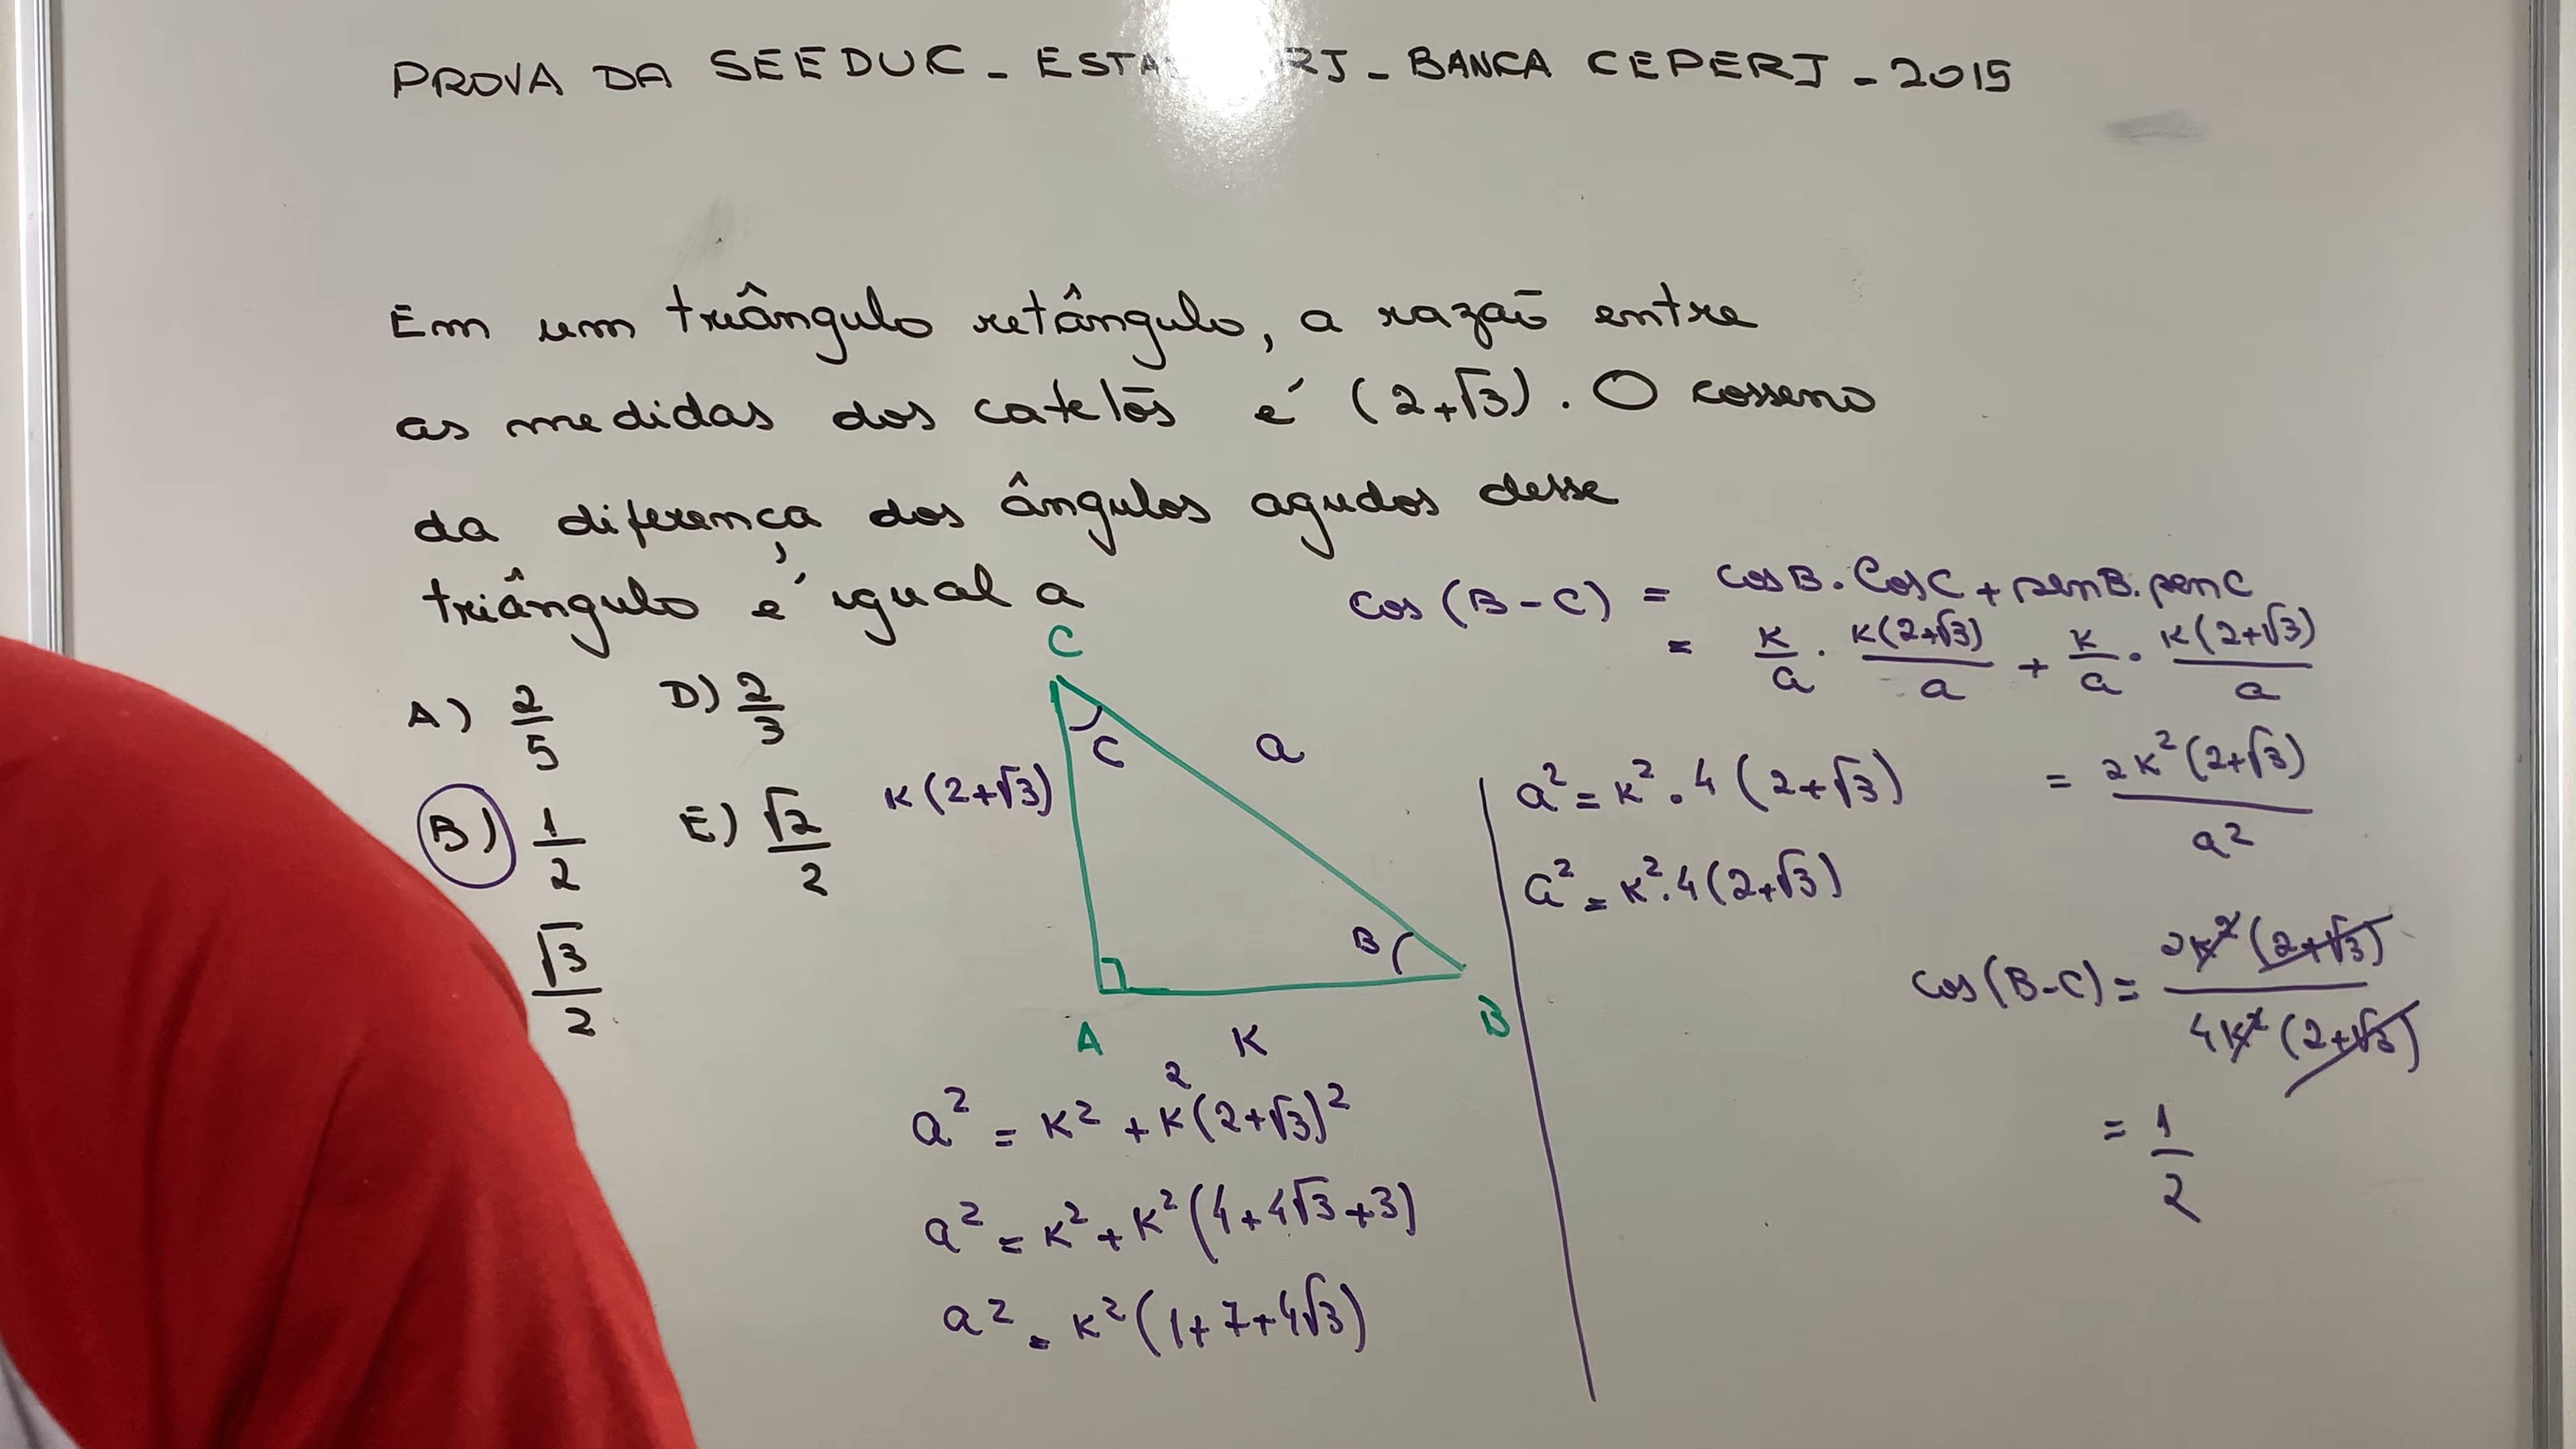 PROVA DA SEEDUC - ESTA RJ - BANCA CEPERJ - 2015
Em um triângulo retângulo, a razão entre
as medidas dos catetos é (2+√3). O cosseno
da diferença dos ângulos agudos desse
triângulo é igual a
A) 2/5
D) 2/3
B) 1/2
E) √2/2
√3/2
C
C
K(2+√3)
a
B
A
K
B
a² = K² + K²(2+√3)²
a² = K² + K²(4+4√3+3)
a² = K²(1+7+4√3)
cos(B-C) = cosB.CosC + senB.senC
= K/a . K(2+√3)/a + K/a . K(2+√3)/a
a² = K².4(2+√3)
= 2K²(2+√3)/a²
a² = K².4(2+√3)
cos(B-C) = 2K²(2+√3)/4K²(2+√3)
= 1/2